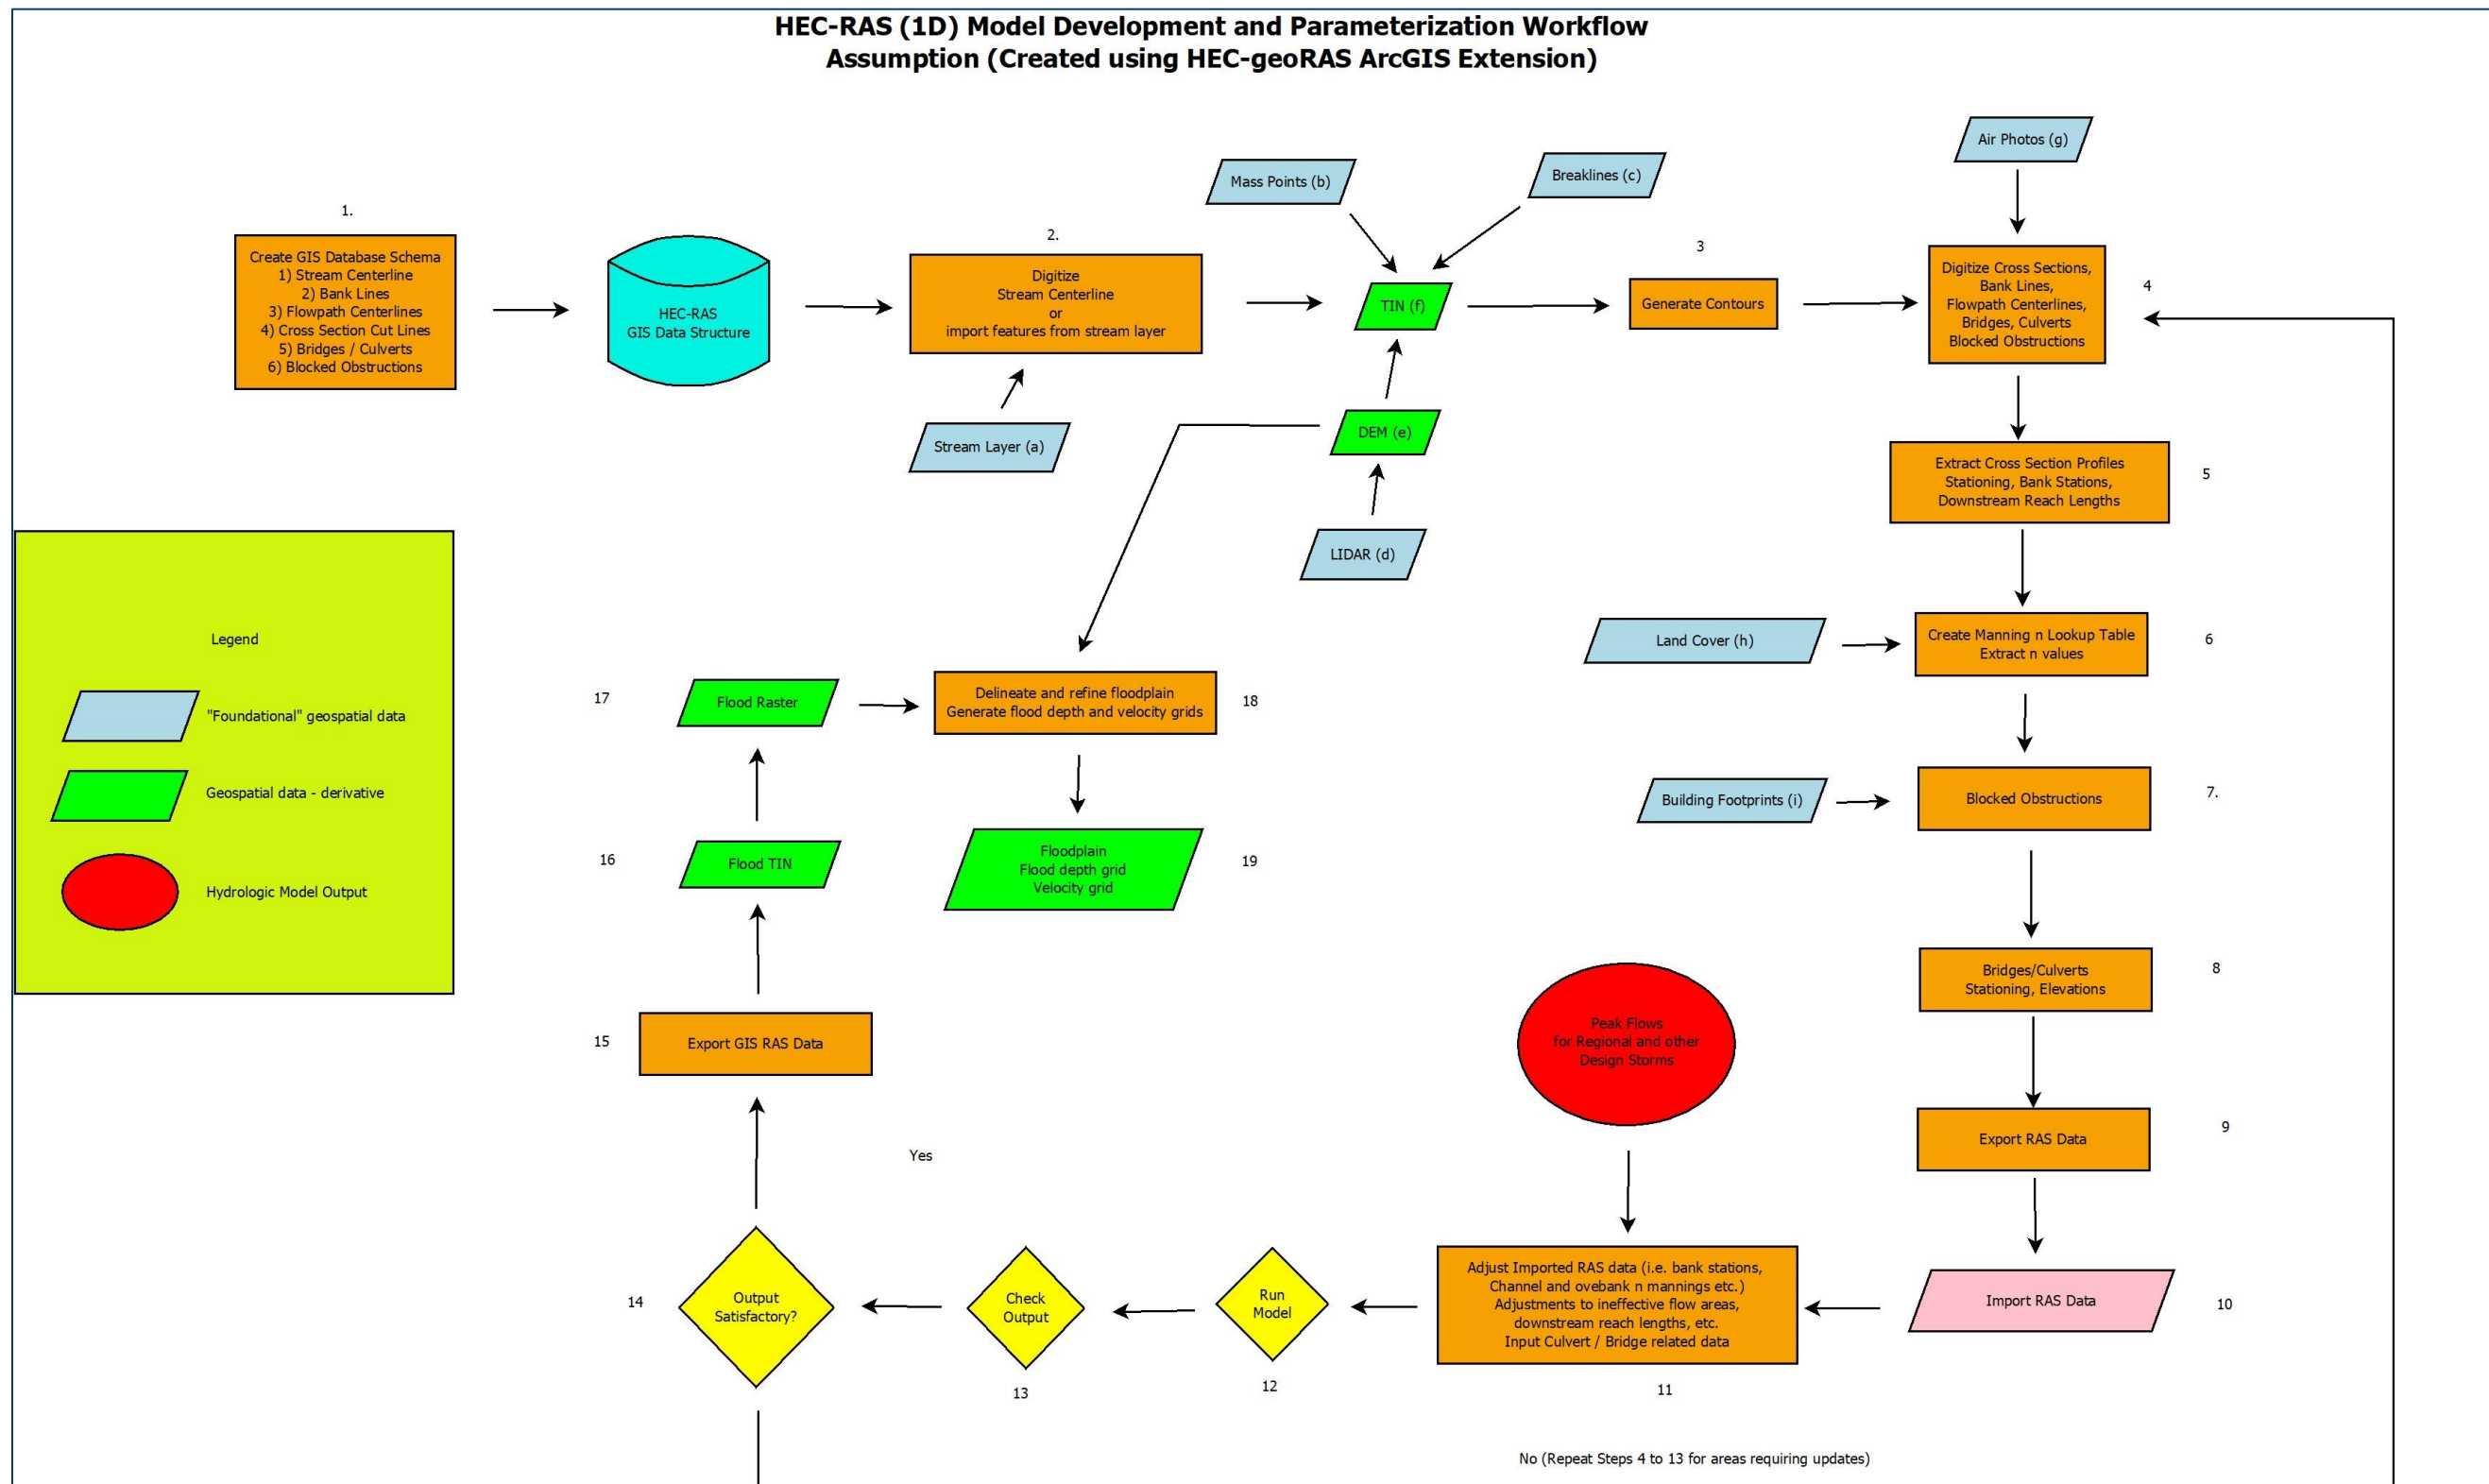 HEC-RAS (1D) Model Development and Parameterization Workflow
Assumption (Created using HEC-geoRAS ArcGIS Extension)
1.
Create GIS Database Schema
1) Stream Centerline
2) Bank Lines
3) Flowpath Centerlines
4) Cross Section Cut Lines
5) Bridges / Culverts
6) Blocked Obstructions
HEC-RAS
GIS Data Structure
2.
Digitize
Stream Centerline
or
import features from stream layer
Stream Layer (a)
Mass Points (b)
Breaklines (c)
TIN (f)
DEM (e)
LIDAR (d)
3
Generate Contours
Air Photos (g)
Digitize Cross Sections,
Bank Lines,
Flowpath Centerlines,
Bridges, Culverts
Blocked Obstructions
4
Extract Cross Section Profiles
Stationing, Bank Stations,
Downstream Reach Lengths
5
Land Cover (h)
Create Manning n Lookup Table
Extract n values
6
Building Footprints (i)
Blocked Obstructions
7.
Bridges/Culverts
Stationing, Elevations
8
Export RAS Data
9
Import RAS Data
10
Peak Flows
for Regional and other
Design Storms
Adjust Imported RAS data (i.e. bank stations,
Channel and ovebank n mannings etc.)
Adjustments to ineffective flow areas,
downstream reach lengths, etc.
Input Culvert / Bridge related data
11
Run
Model
12
Check
Output
13
Output
Satisfactory?
14
Yes
No (Repeat Steps 4 to 13 for areas requiring updates)
15
Export GIS RAS Data
16
Flood TIN
17
Flood Raster
Delineate and refine floodplain
Generate flood depth and velocity grids
18
Floodplain
Flood depth grid
Velocity grid
19
Legend
"Foundational" geospatial data
Geospatial data - derivative
Hydrologic Model Output